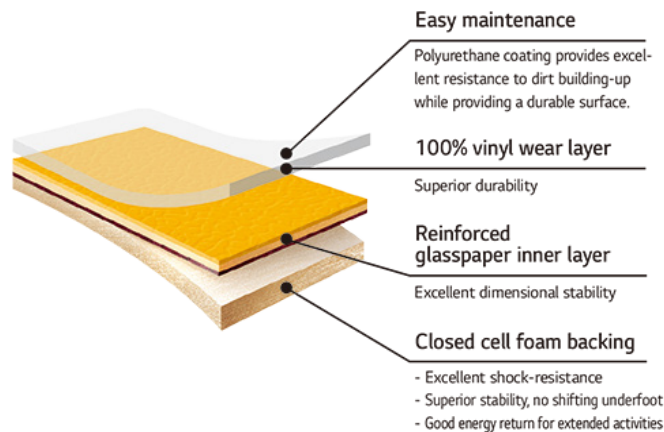 Easy maintenance
Polyurethane coating provides excel-
lent resistance to dirt building-up
while providing a durable surface.
100% vinyl wear layer
Superior durability
Reinforced
glasspaper inner layer
Excellent dimensional stability
Closed cell foam backing
- Excellent shock-resistance
- Superior stability, no shifting underfoot
- Good energy return for extended activities